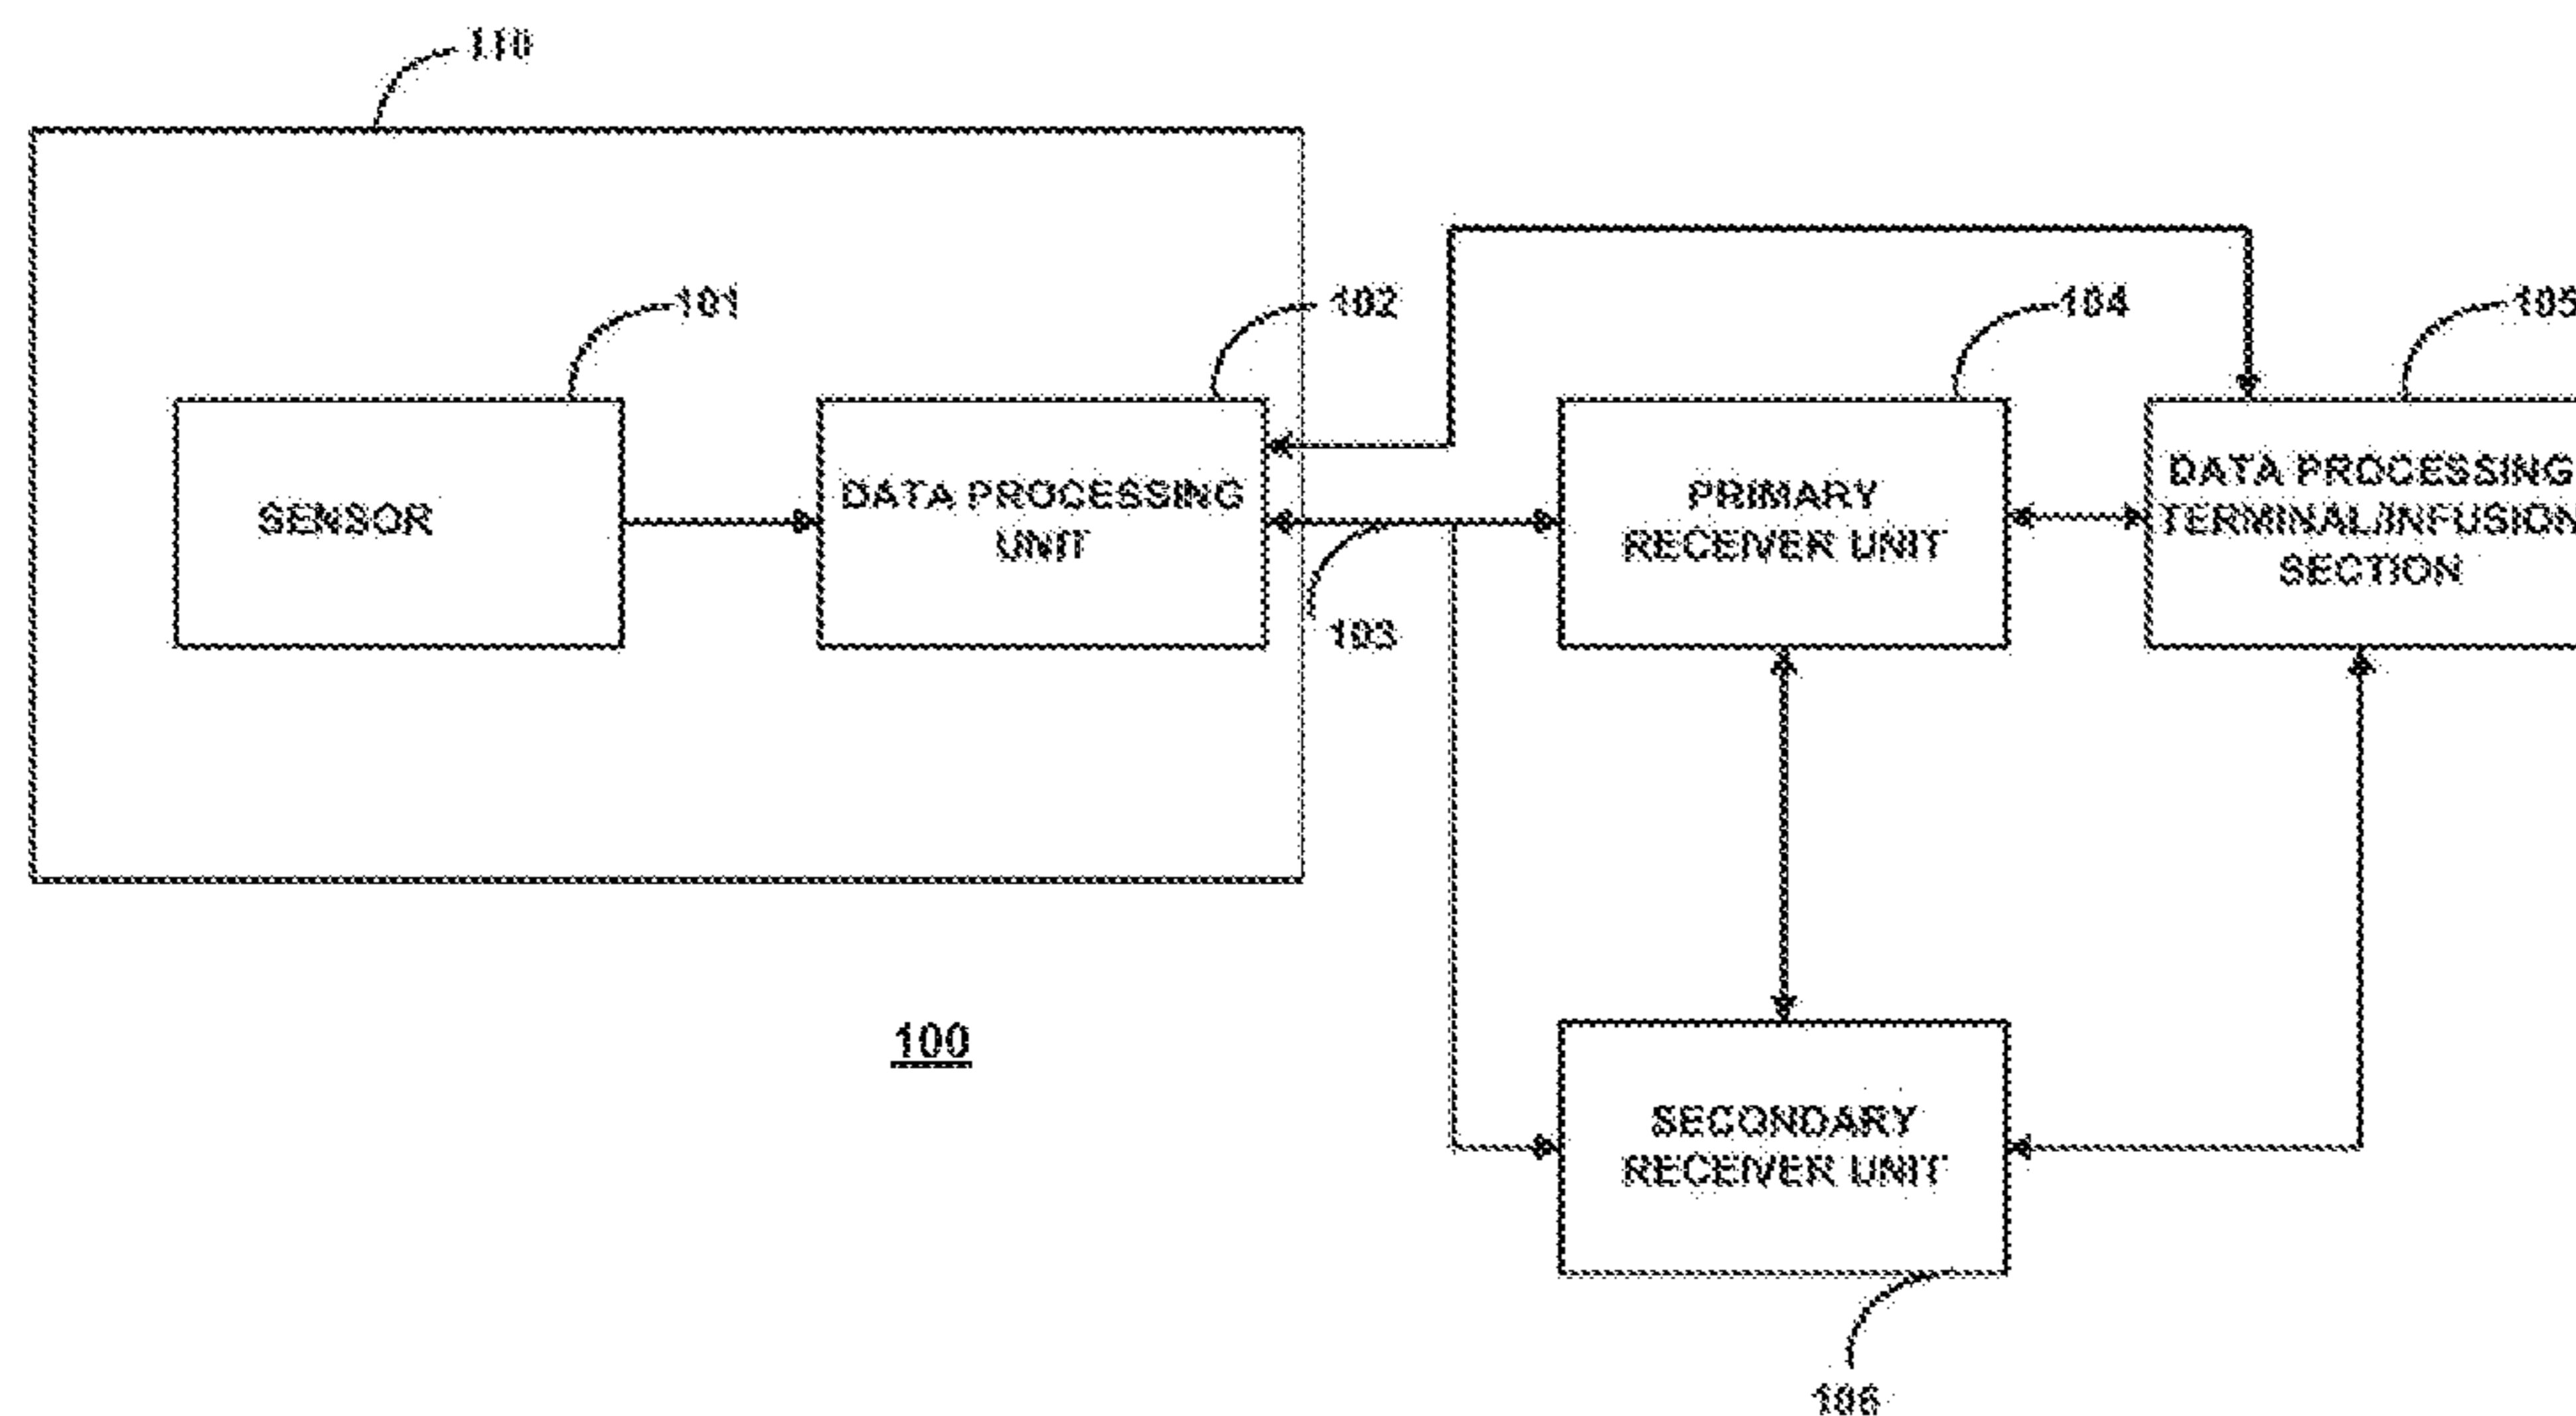 110
101
102
104
105
SENSOR
DATA PROCESSING
UNIT
PRIMARY
RECEIVER UNIT
DATA PROCESSING
TERMINAL/INFUSION
SECTION
103
100
SECONDARY
RECEIVER UNIT
106